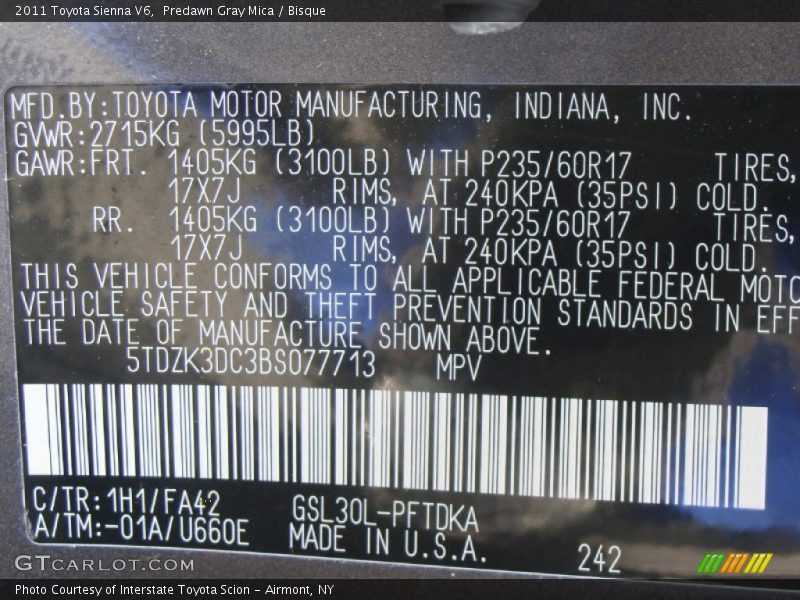 2011 Toyota Sienna V6, Predawn Gray Mica / Bisque
MFD.BY:TOYOTA MOTOR MANUFACTURING, INDIANA, INC.
GVWR:2715KG (5995LB)
GAWR:FRT. 1405KG (3100LB) WITH P235/60R17 TIRES,
17X7J RIMS, AT 240KPA (35PSI) COLD.
RR. 1405KG (3100LB) WITH P235/60R17 TIRES,
17X7J RIMS, AT 240KPA (35PSI) COLD.
THIS VEHICLE CONFORMS TO ALL APPLICABLE FEDERAL MOTO
VEHICLE SAFETY AND THEFT PREVENTION STANDARDS IN EFF
THE DATE OF MANUFACTURE SHOWN ABOVE.
5TDZK3DC3BS077713 MPV
C/TR:1H1/FA42 GSL30L-PFTDKA
A/TM:-01A/U660E MADE IN U.S.A. 242
GTCARLOT.COM
Photo Courtesy of Interstate Toyota Scion - Airmont, NY